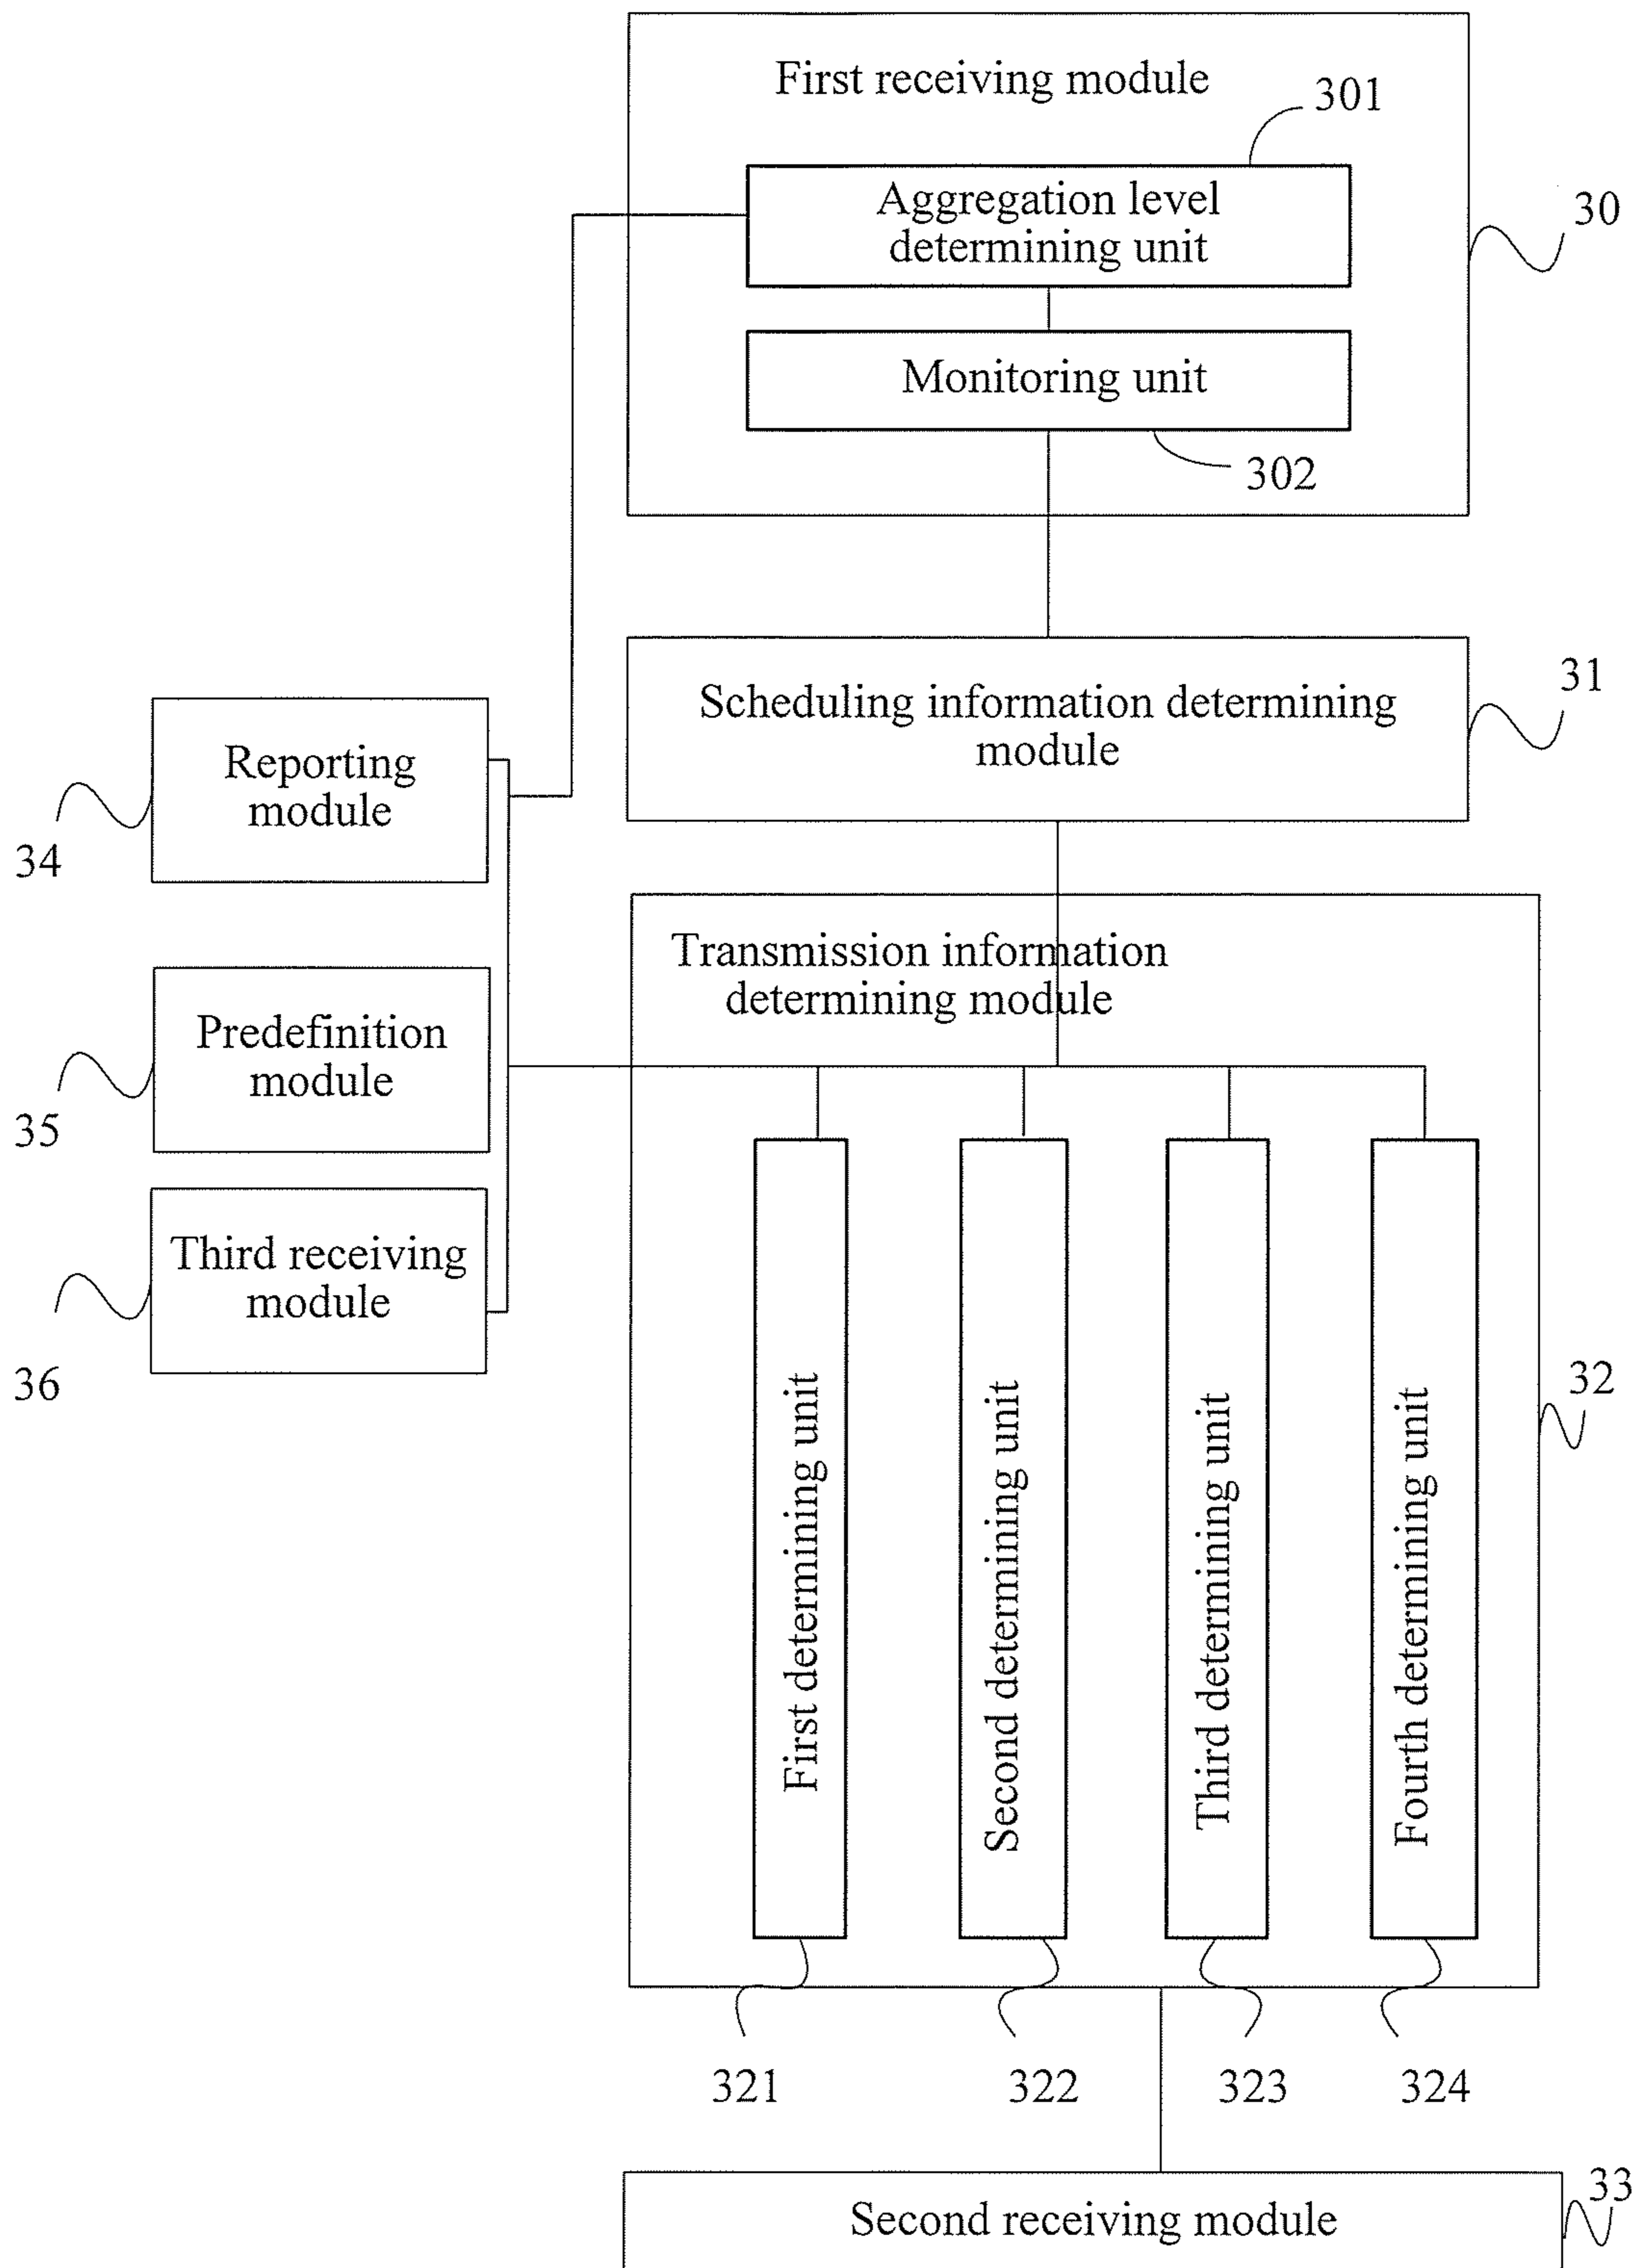 First receiving module
301
Aggregation level
determining unit
30
Monitoring unit
302
Scheduling information determining
module
31
Reporting
module
34
Transmission information
determining module
Predefinition
module
35
Third receiving
module
36
First determining unit
Second determining unit
Third determining unit
Fourth determining unit
32
321
322
323
324
Second receiving module
33